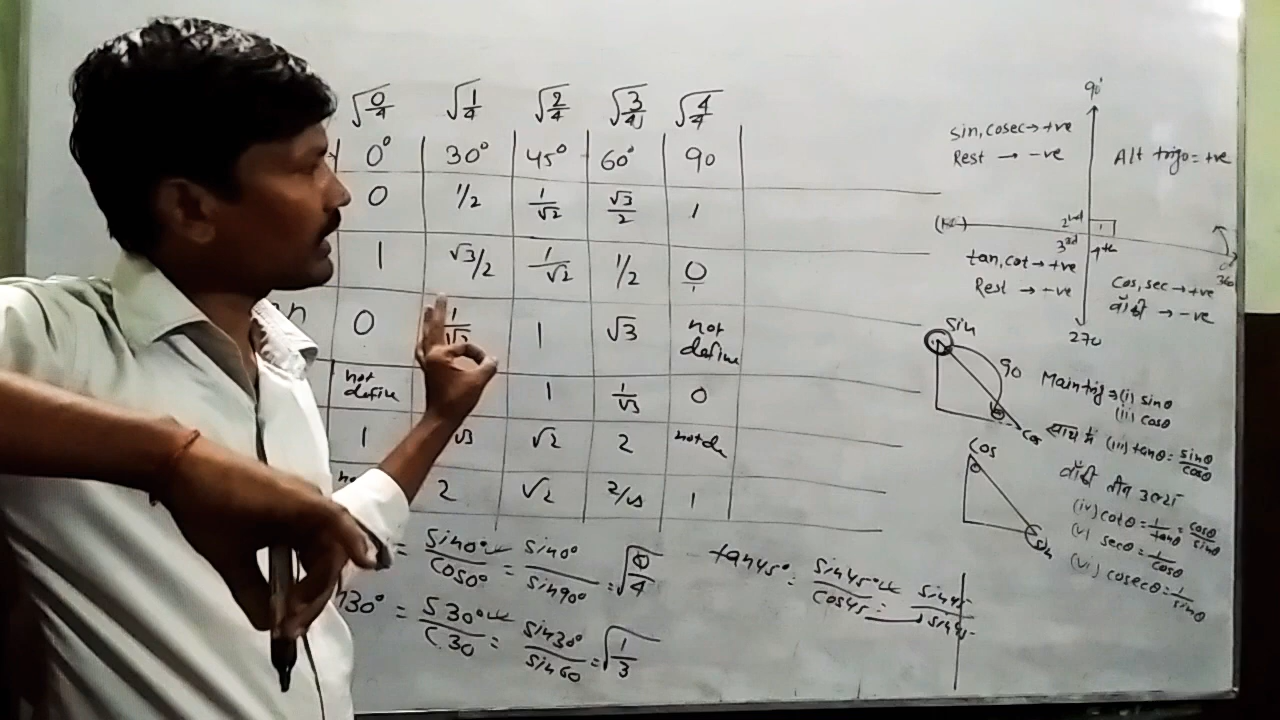 √0/4 √1/4 √2/4 √3/4 √4/4
0° 30° 45° 60° 90
0 1/2 1/√2 √3/2 1
1 √3/2 1/√2 1/2 0/1
0 1 √3 not define
not define 1 1/√3 0
1 √3 √2 2
2 √2 2/√3 1
= sin0°/cos0° = sin0°/sin90° = √0/4
30° = S30°/C30 = sin30°/sin60 = √1/3
tan45° = sin45°/cos45 = sin45/sin45
90°
sin, cosec → +ve
Rest → -ve
Alt trigo = +ve
2nd 1
3rd 4th
0
360
tan, cot → +ve
Rest → -ve
Cos, sec → +ve
बाँकी → -ve
270
Sin
90
Cos
Cos
Sin
Main trig → (i) sinθ
(ii) cosθ
साथ में (iii) tanθ = sinθ/cosθ
बाँकी तीन उल्टा
(iv) cotθ = 1/tanθ = cosθ/sinθ
(v) secθ = 1/cosθ
(vi) cosecθ = 1/sinθ